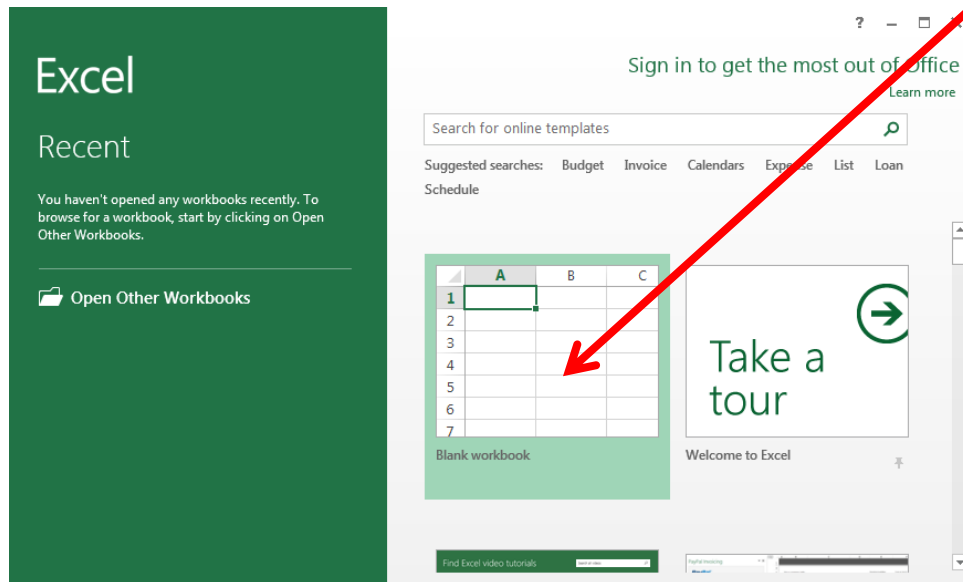 ?
Excel
Sign in to get the most out of Office
Learn more
Recent
Search for online templates
Suggested searches: Budget Invoice Calendars Expense List Loan
Schedule
You haven't opened any workbooks recently. To
browse for a workbook, start by clicking on Open
Other Workbooks.
Open Other Workbooks
A B C
1
2
3
4
5
6
7
Blank workbook
Take a
tour
Welcome to Excel
Find Excel video tutorials
PayPal Invoicing